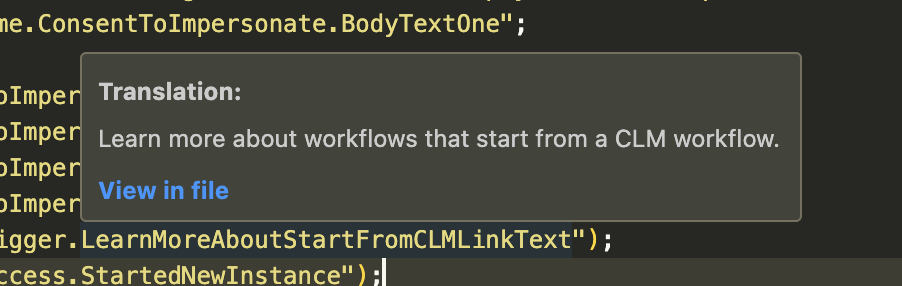 me.ConsentToImpersonate.BodyTextOne";
Translation:
oImper
Learn more about workflows that start from a CLM workflow.
oImper
oImper
View in file
oImper
igger.LearnMoreAboutStartFromCLMLinkText");
ccess.StartedNewInstance");